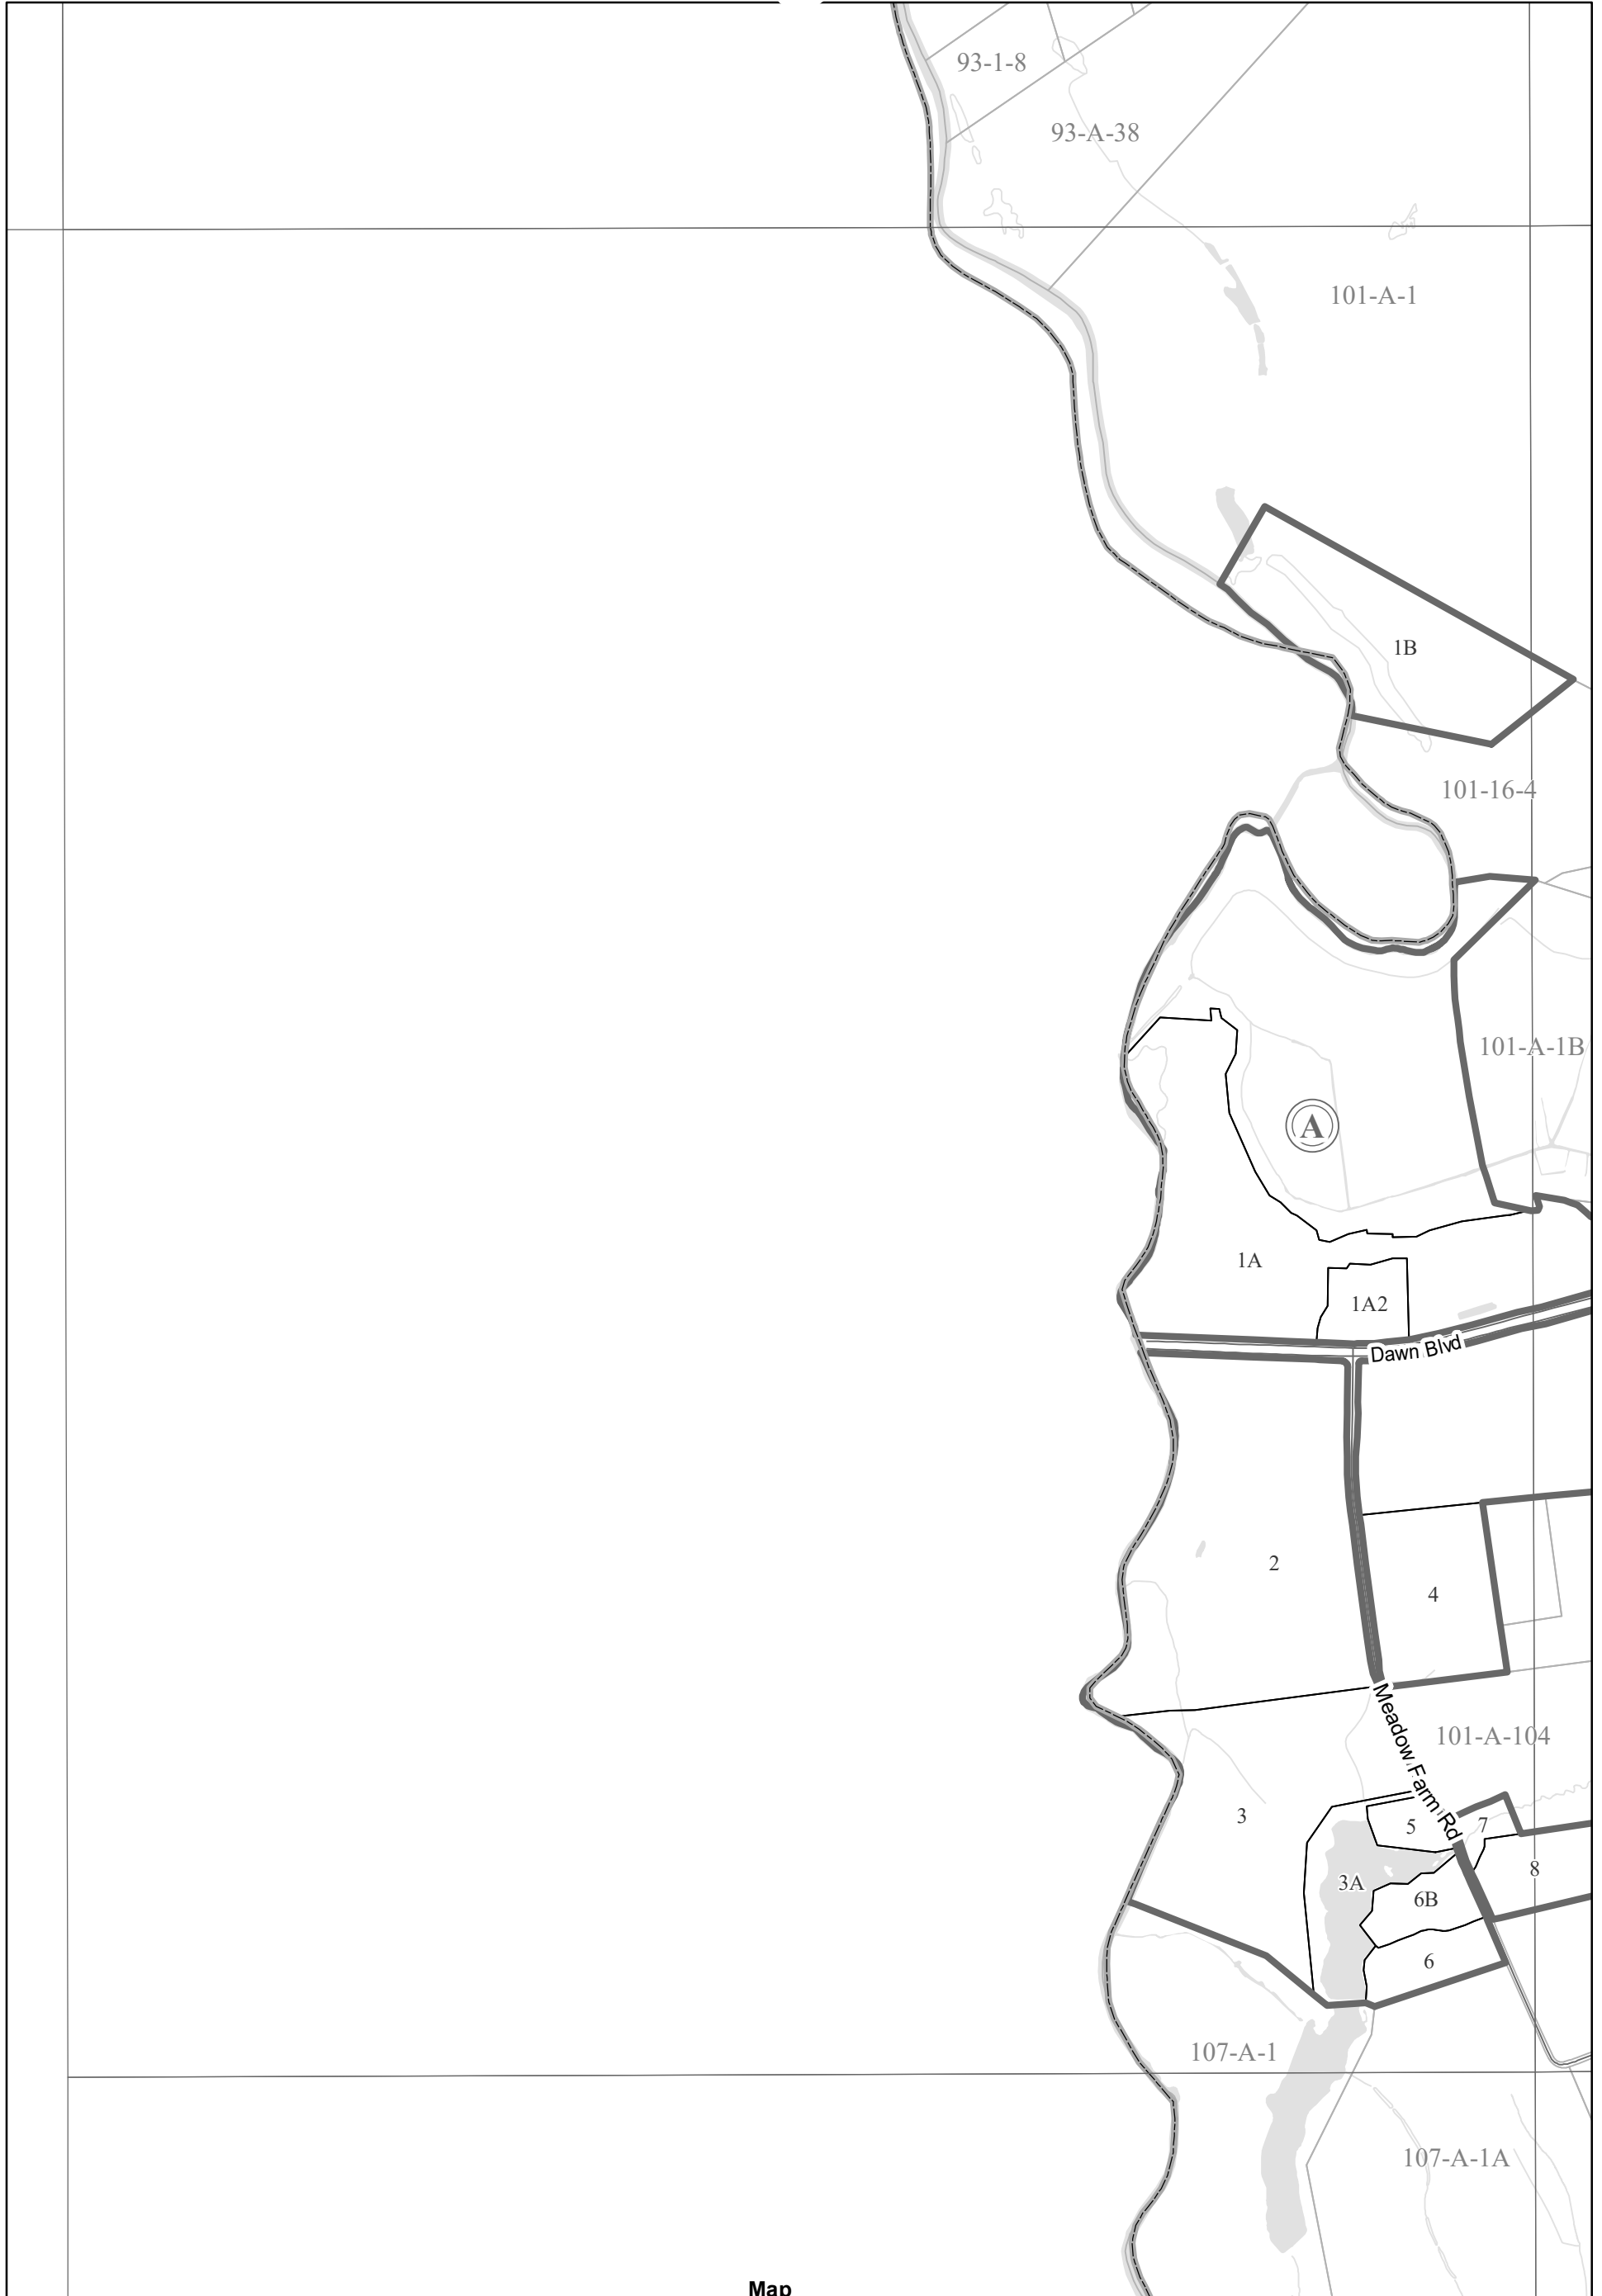 93-1-8
93-A-38
101-A-1
1B
101-16-4
101-A-1B
A
1A
1A2
Dawn Blvd
2
4
Meadow Farm Rd
101-A-104
3
5
7
8
3A
6B
6
107-A-1
107-A-1A
Map